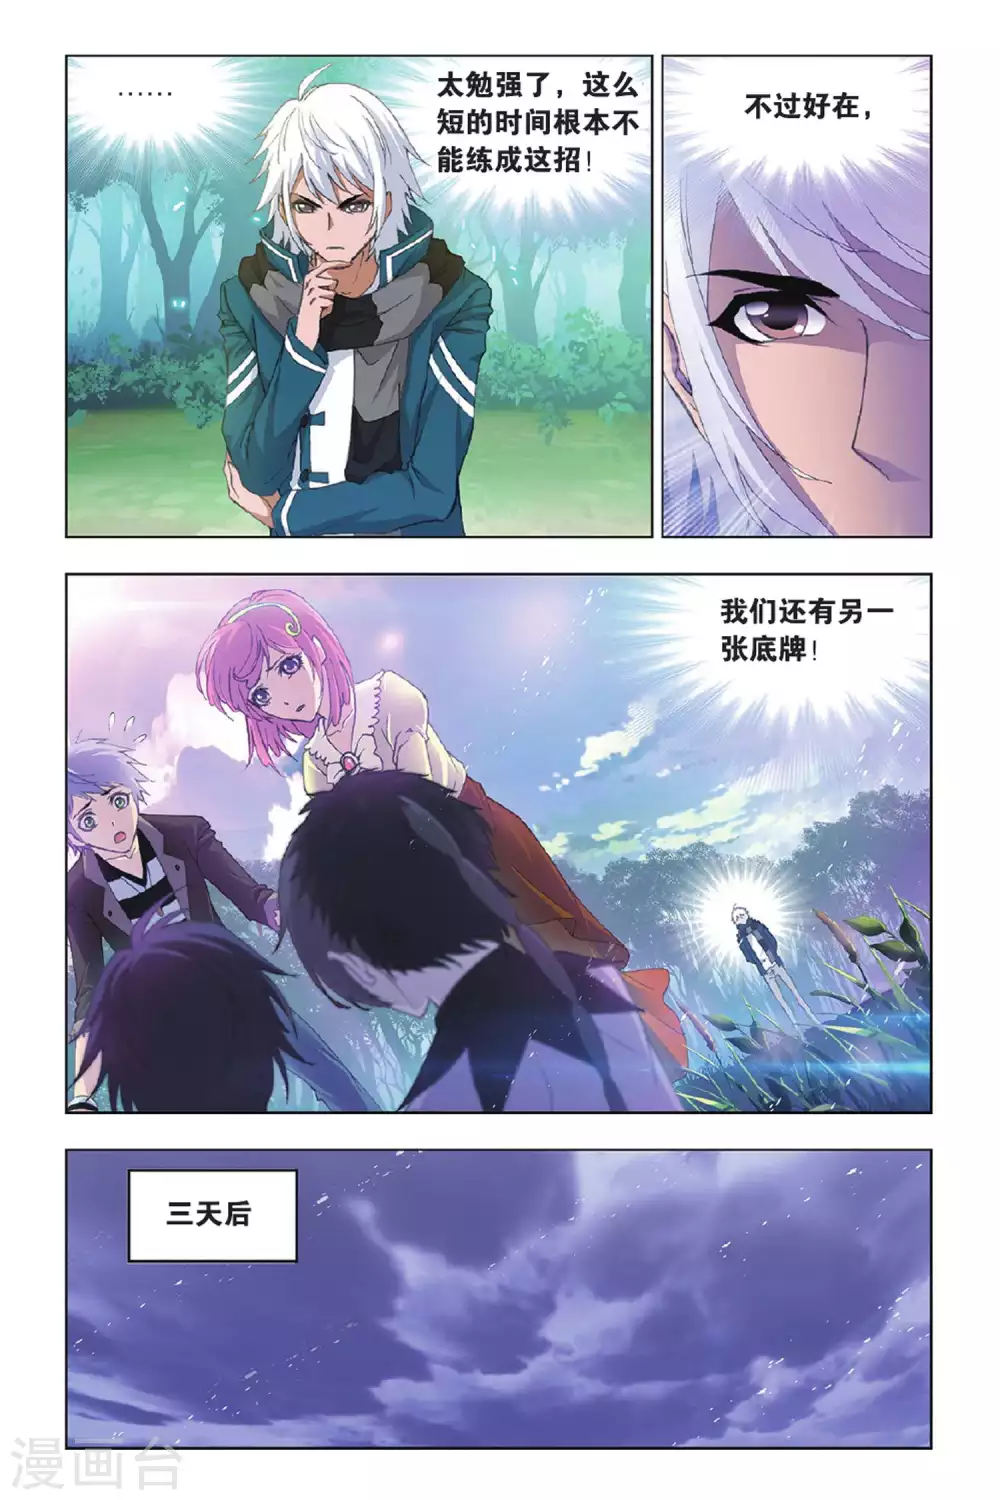 ……
太勉强了，这么
短的时间根本不
能练成这招！
不过好在，
我们还有另一
张底牌！
三天后
漫画台